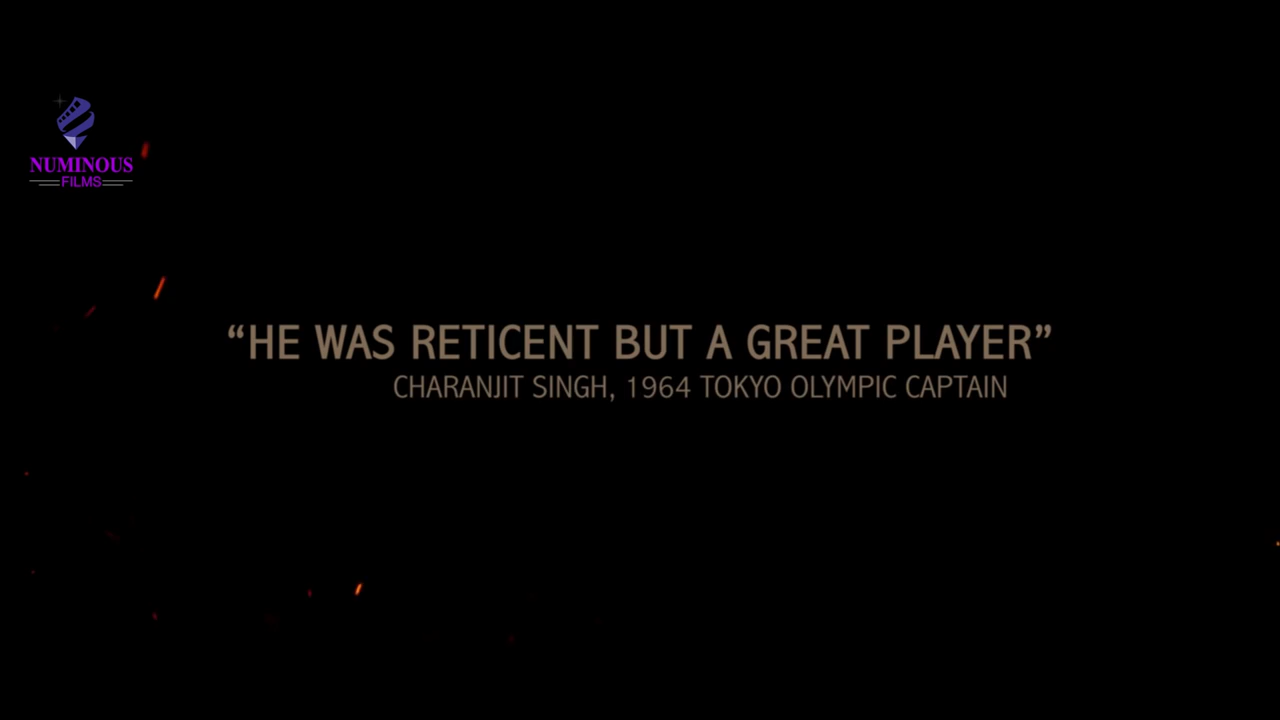 NUMINOUS
FILMS
“HE WAS RETICENT BUT A GREAT PLAYER”
CHARANJIT SINGH, 1964 TOKYO OLYMPIC CAPTAIN